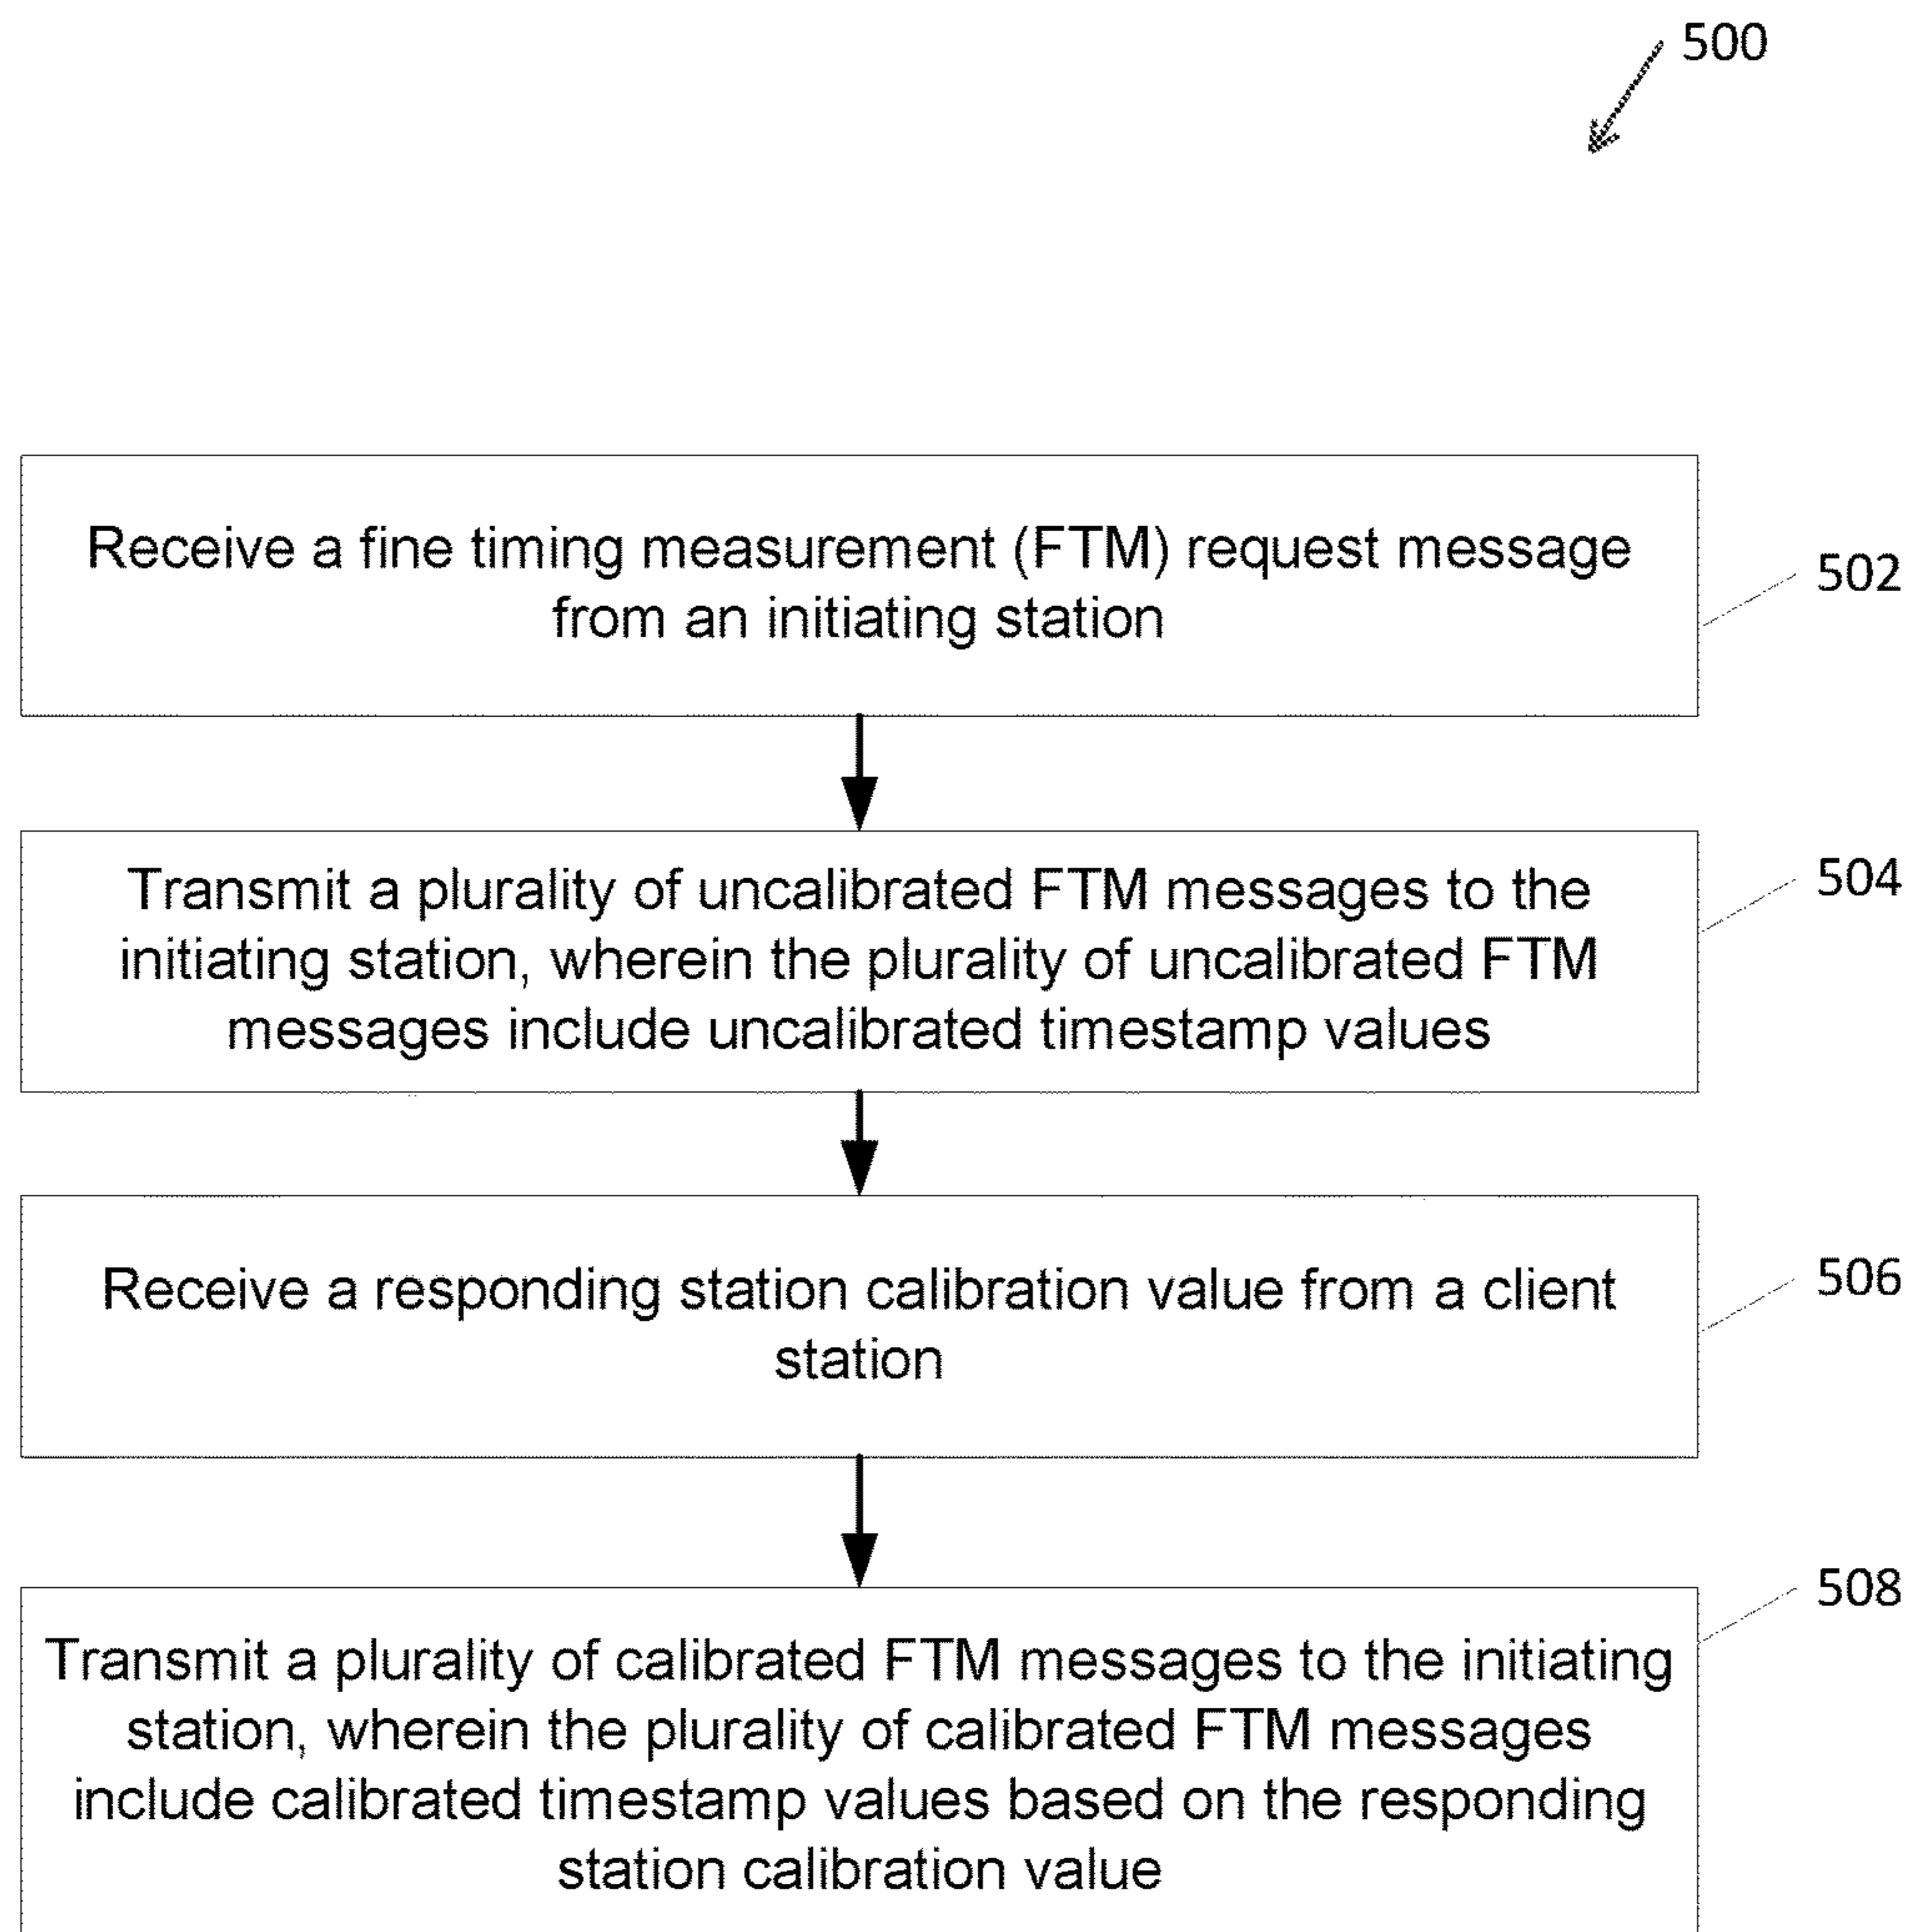 500
Receive a fine timing measurement (FTM) request message
from an initiating station
502
Transmit a plurality of uncalibrated FTM messages to the
initiating station, wherein the plurality of uncalibrated FTM
messages include uncalibrated timestamp values
504
Receive a responding station calibration value from a client
station
506
Transmit a plurality of calibrated FTM messages to the initiating
station, wherein the plurality of calibrated FTM messages
include calibrated timestamp values based on the responding
station calibration value
508